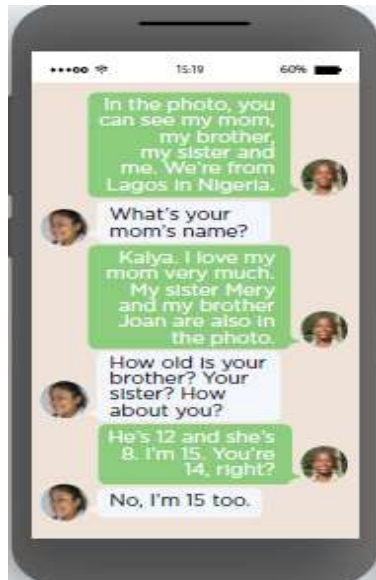 15:19 60%
In the photo, you
can see my mom,
my brother,
my sister and
me. We're from
Lagos in Nigeria.
What's your
mom's name?
Kalya. I love my
mom very much.
My sister Mery
and my brother
Joan are also in
the photo.
How old is your
brother? Your
sister? How
about you?
He's 12 and she's
8. I'm 15. You're
14, right?
No, I'm 15 too.